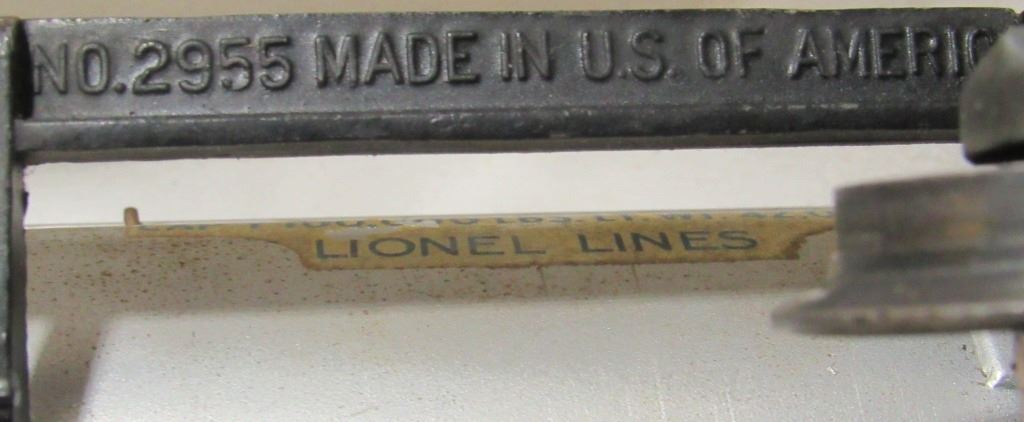 NO. 2955 MADE IN U.S. OF AMERIC
LIONEL LINES